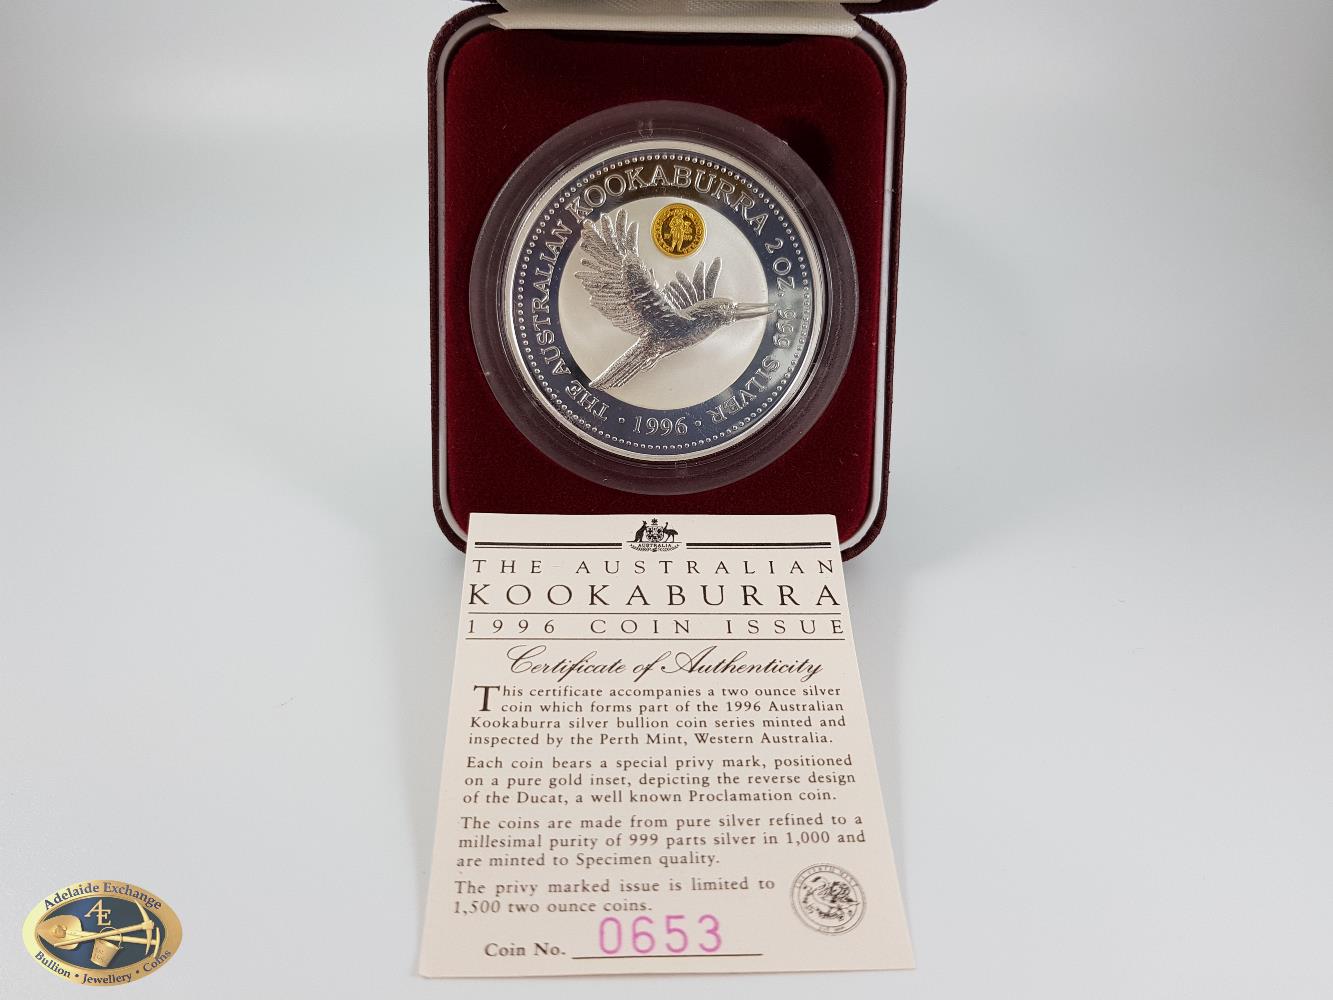 THE AUSTRALIAN KOOKABURRA 2 OZ. 999 SILVER
· 1996 ·
AUSTRALIA
THE AUSTRALIAN
KOOKABURRA
1996 COIN ISSUE
Certificate of Authenticity
This certificate accompanies a two ounce silver
coin which forms part of the 1996 Australian
Kookaburra silver bullion coin series minted and
inspected by the Perth Mint, Western Australia.
Each coin bears a special privy mark, positioned
on a pure gold inset, depicting the reverse design
of the Ducat, a well known Proclamation coin.
The coins are made from pure silver refined to a
millesimal purity of 999 parts silver in 1,000 and
are minted to Specimen quality.
The privy marked issue is limited to
1,500 two ounce coins.
Coin No. 0653
Adelaide Exchange
AE
Bullion • Jewellery • Coins